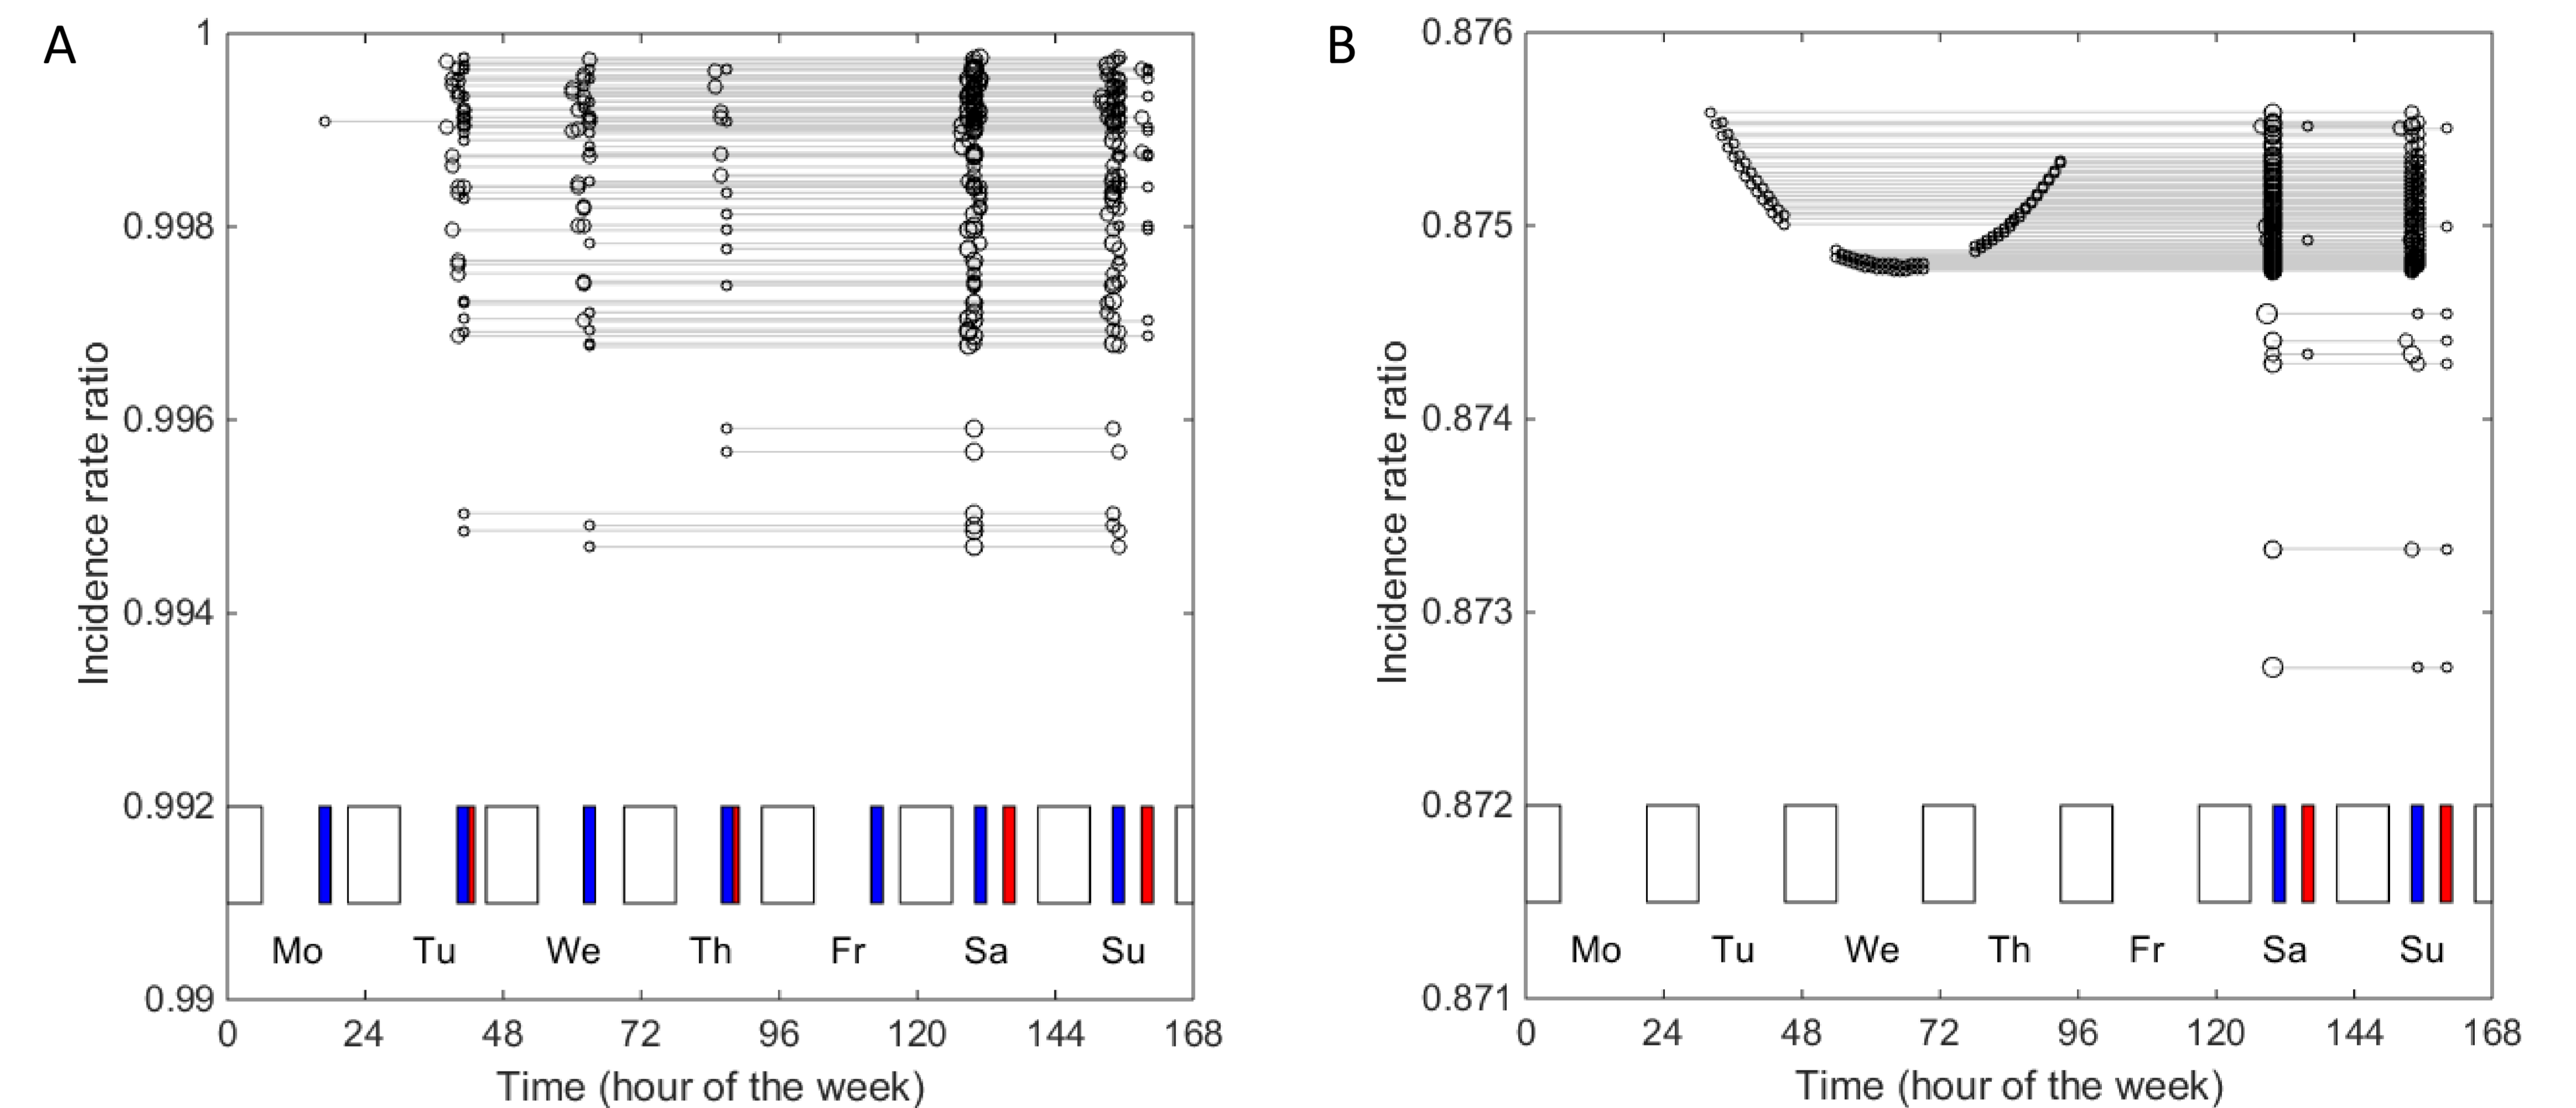 A
1
0.998
0.996
0.994
0.992
0.99
Incidence rate ratio
Mo Tu We Th Fr Sa Su
0 24 48 72 96 120 144 168
Time (hour of the week)
B
0.876
0.875
0.874
0.873
0.872
0.871
Incidence rate ratio
Mo Tu We Th Fr Sa Su
0 24 48 72 96 120 144 168
Time (hour of the week)